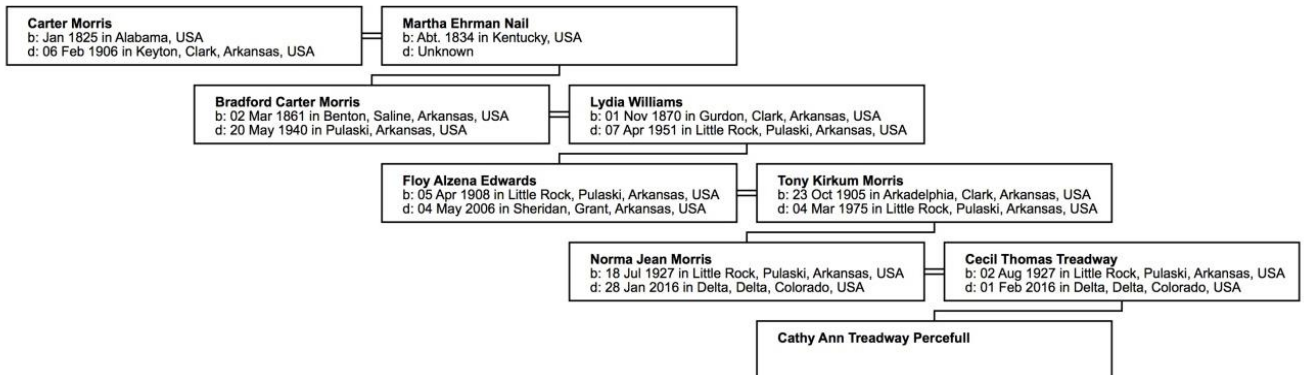 Carter Morris
b: Jan 1825 in Alabama, USA
d: 06 Feb 1906 in Keyton, Clark, Arkansas, USA
Martha Ehrman Nail
b: Abt. 1834 in Kentucky, USA
d: Unknown
Bradford Carter Morris
b: 02 Mar 1861 in Benton, Saline, Arkansas, USA
d: 20 May 1940 in Pulaski, Arkansas, USA
Lydia Williams
b: 01 Nov 1870 in Gurdon, Clark, Arkansas, USA
d: 07 Apr 1951 in Little Rock, Pulaski, Arkansas, USA
Floy Alzena Edwards
b: 05 Apr 1908 in Little Rock, Pulaski, Arkansas, USA
d: 04 May 2006 in Sheridan, Grant, Arkansas, USA
Tony Kirkum Morris
b: 23 Oct 1905 in Arkadelphia, Clark, Arkansas, USA
d: 04 Mar 1975 in Little Rock, Pulaski, Arkansas, USA
Norma Jean Morris
b: 18 Jul 1927 in Little Rock, Pulaski, Arkansas, USA
d: 28 Jan 2016 in Delta, Delta, Colorado, USA
Cecil Thomas Treadway
b: 02 Aug 1927 in Little Rock, Pulaski, Arkansas, USA
d: 01 Feb 2016 in Delta, Delta, Colorado, USA
Cathy Ann Treadway Percefull